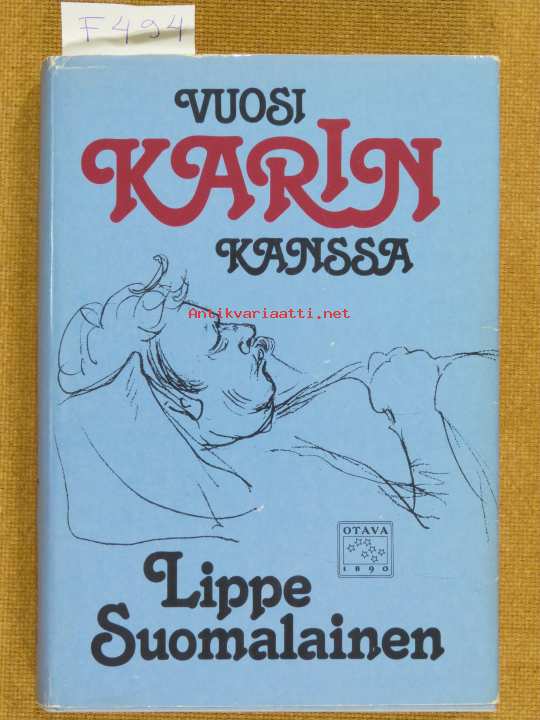 F494
VUOSI
KARIN
KANSSA
Antikvariaatti.net
OTAVA
1890
Lippe
Suomalainen